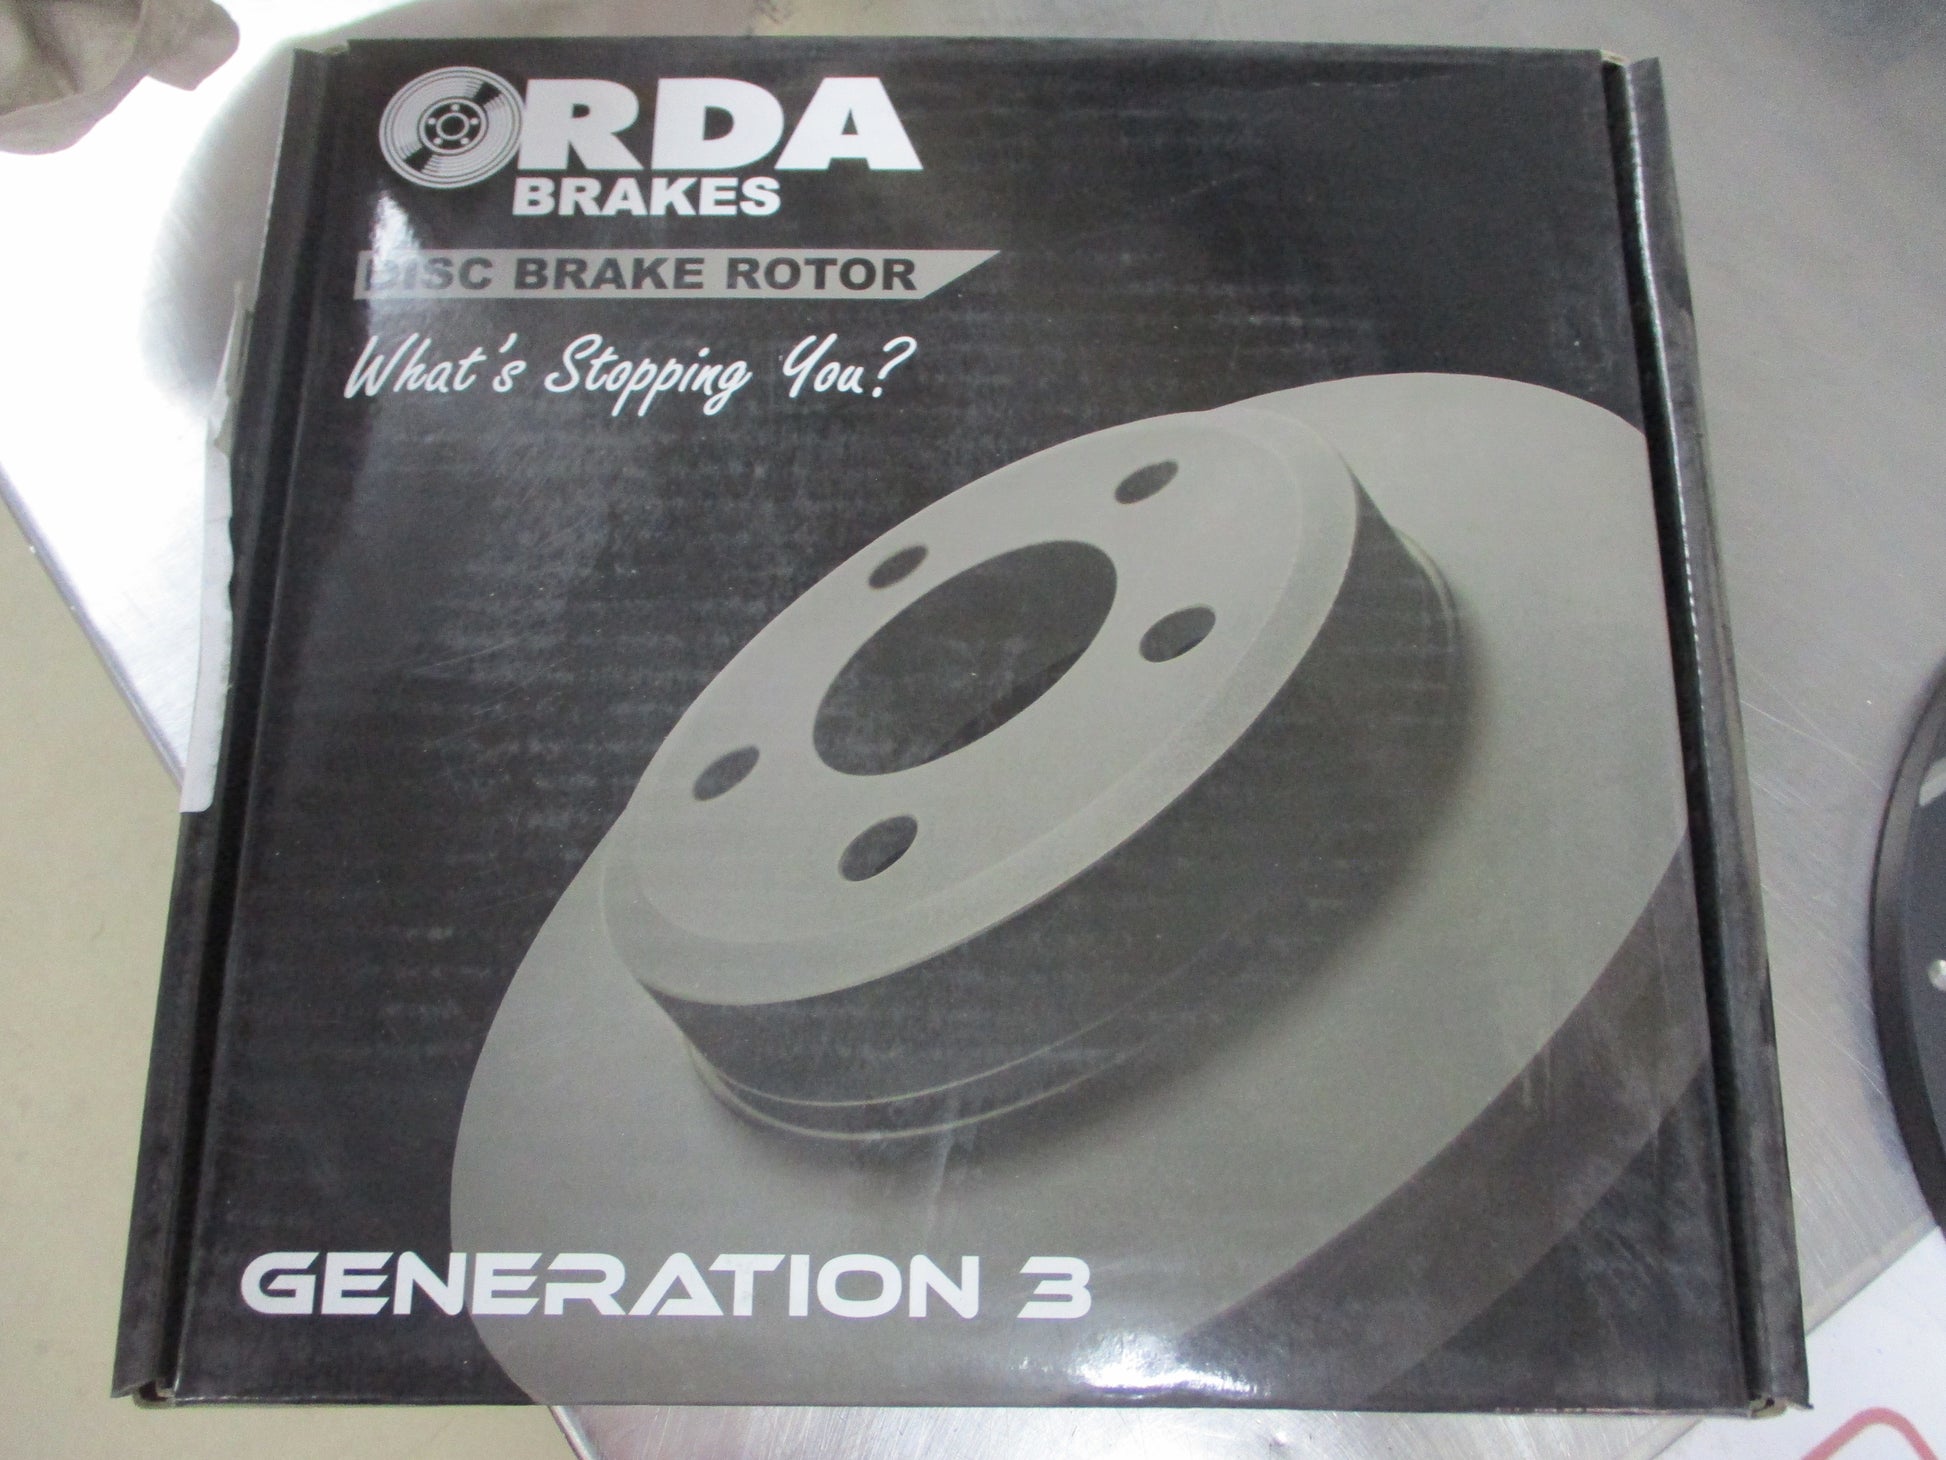 RDA
BRAKES
DISC BRAKE ROTOR
What's Stopping You?
GENERATION 3